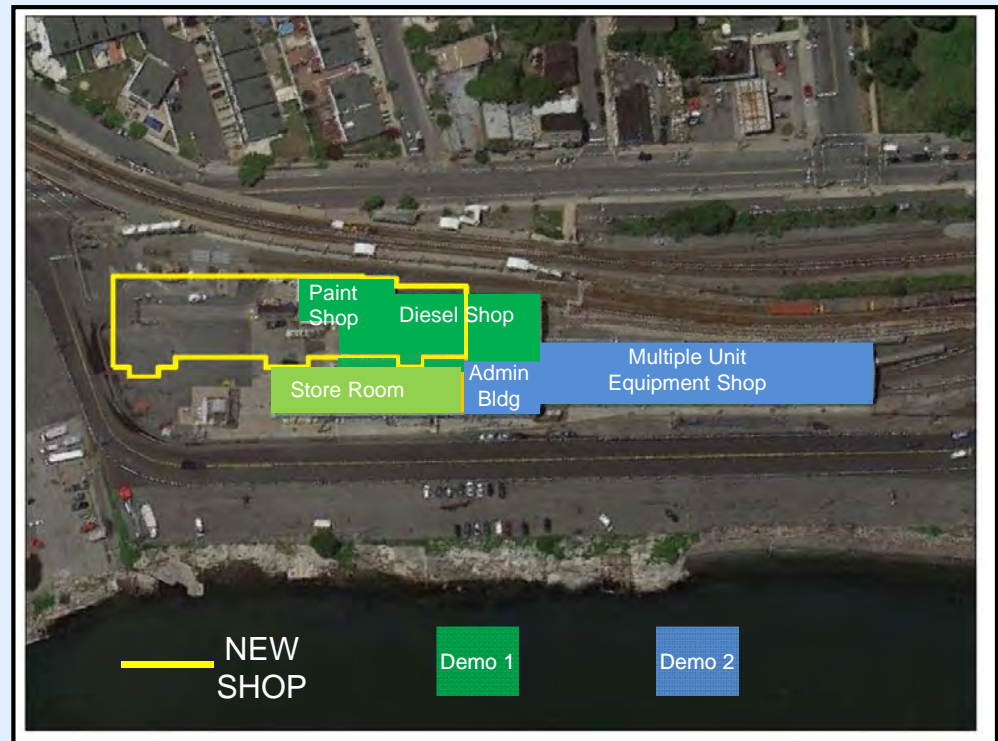 Paint
Shop
Diesel Shop
Multiple Unit
Equipment Shop
Store Room
Admin
Bldg
NEW
SHOP
Demo 1
Demo 2